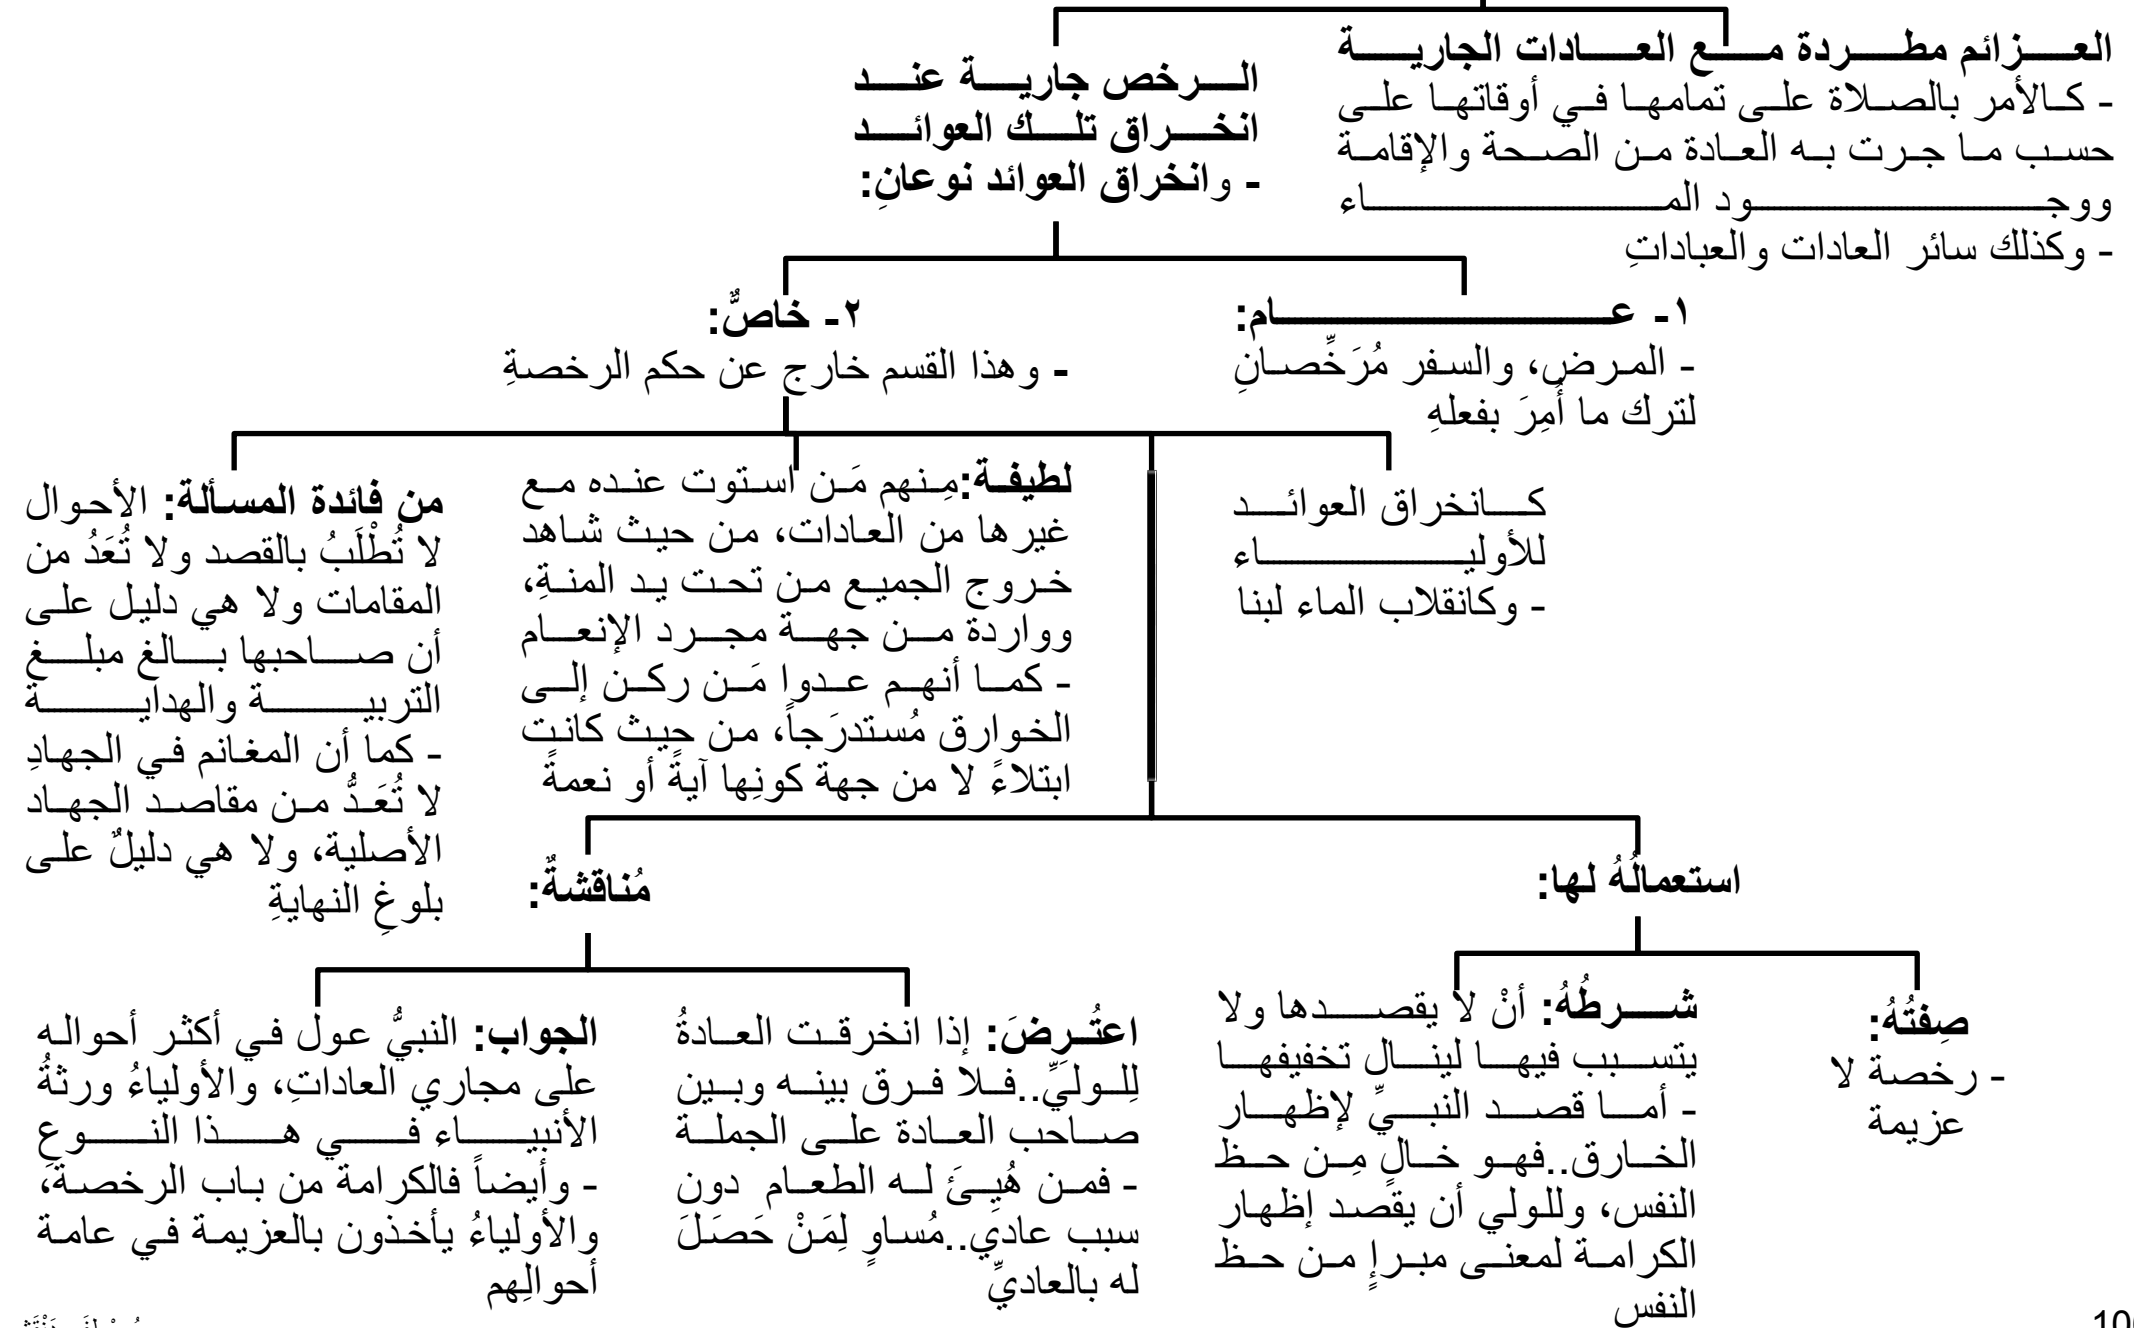 العزائم مطردة مع العادات الجارية
- كالأمر بالصلاة على تمامها في أوقاتها على
حسب ما جرت به العادة من الصحة والإقامة
ووجود الماء
- وكذلك سائر العادات والعباداتِ
الرخص جارية عند
انخراق تلك العوائد
- وانخراق العوائد نوعانِ:
١- عام:
- المرض، والسفر مُرَخِّصانِ
لترك ما أُمِرَ بفعلهِ
٢- خاصٌّ:
- وهذا القسم خارج عن حكم الرخصةِ
كانخراق العوائد
للأولياء
- وكانقلاب الماء لبنا
لطيفة:مِنهم مَن استوت عنده مع
غيرها من العادات، من حيث شاهد
خروج الجميع من تحت يد المنةِ،
وواردة من جهة مجرد الإنعام
- كما أنهم عدوا مَن ركن إلى
الخوارق مُستدرَجاً، من حيث كانت
ابتلاءً لا من جهة كونِها آيةً أو نعمةً
من فائدة المسألة: الأحوال
لا تُطْلَبُ بالقصد ولا تُعَدُ من
المقامات ولا هي دليل على
أن صاحبها بالغ مبلغ
التربية والهداية
- كما أن المغانم في الجهادِ
لا تُعَدُّ من مقاصد الجهاد
الأصلية، ولا هي دليلٌ على
بلوغِ النهايةِ
استعمالُهُ لها:
صِفتُهُ:
- رخصة لا
عزيمة
شرطُهُ: أنْ لا يقصدها ولا
يتسبب فيها لينال تخفيفها
- أما قصد النبيِّ لإظهار
الخارق..فهو خالٍ مِن حظ
النفس، وللولي أن يقصد إظهار
الكرامة لمعنى مبرإٍ من حظ
النفس
مُناقشةٌ:
اعتُرِضَ: إذا انخرقت العادةُ
لِلوليِّ..فلا فرق بينه وبين
صاحب العادة على الجملة
- فمن هُيِئَ له الطعام دون
سبب عادي..مُساوٍ لِمَنْ حَصَلَ
له بالعاديِّ
الجواب: النبيُّ عول في أكثر أحواله
على مجاري العاداتِ، والأولياءُ ورثةُ
الأنبياء في هذا النوعِ
- وأيضاً فالكرامة من باب الرخصة،
والأولياءُ يأخذون بالعزيمة في عامة
أحوالِهم